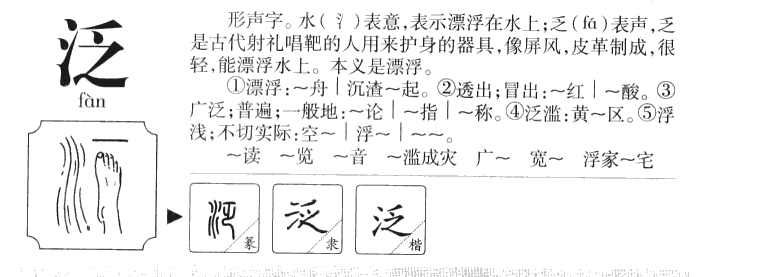 泛
fàn
形声字。水(氵)表意,表示漂浮在水上;乏(fá)表声,乏
是古代射礼唱靶的人用来护身的器具,像屏风,皮革制成,很
轻,能漂浮水上。本义是漂浮。
①漂浮:~舟|沉渣~起。②透出;冒出:~红|~酸。③
广泛;普遍;一般地:~论|~指|~称。④泛滥:黄~区。⑤浮
浅;不切实际:空~|浮~|~~。
~读 ~览 ~音 ~滥成灾 广~ 宽~ 浮家~宅
泛 篆 泛 隶 泛 楷